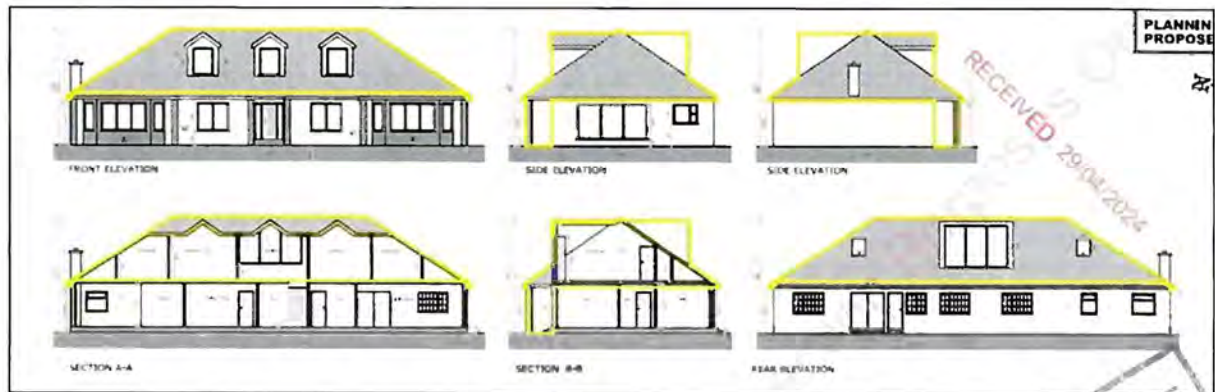 PLANNIN
PROPOSE
RECEIVED 29/04/2024
FRONT ELEVATION
SIDE ELEVATION
SIDE ELEVATION
SECTION A-A
SECTION B-B
REAR ELEVATION